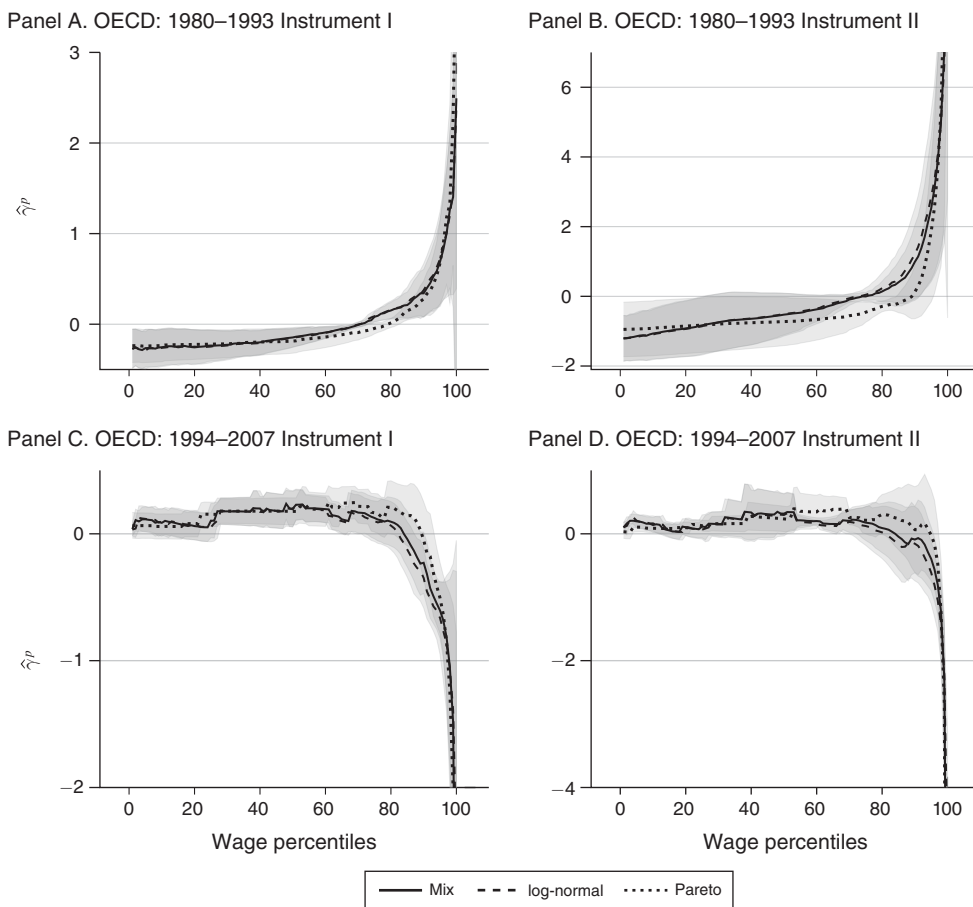 Panel A. OECD: 1980–1993 Instrument I
Panel B. OECD: 1980–1993 Instrument II
3
2
1
0
γ̂ᵖ
0 20 40 60 80 100
6
4
2
0
−2
0 20 40 60 80 100
Panel C. OECD: 1994–2007 Instrument I
Panel D. OECD: 1994–2007 Instrument II
0
−1
−2
γ̂ᵖ
0 20 40 60 80 100
Wage percentiles
0
−2
−4
0 20 40 60 80 100
Wage percentiles
Mix log-normal Pareto